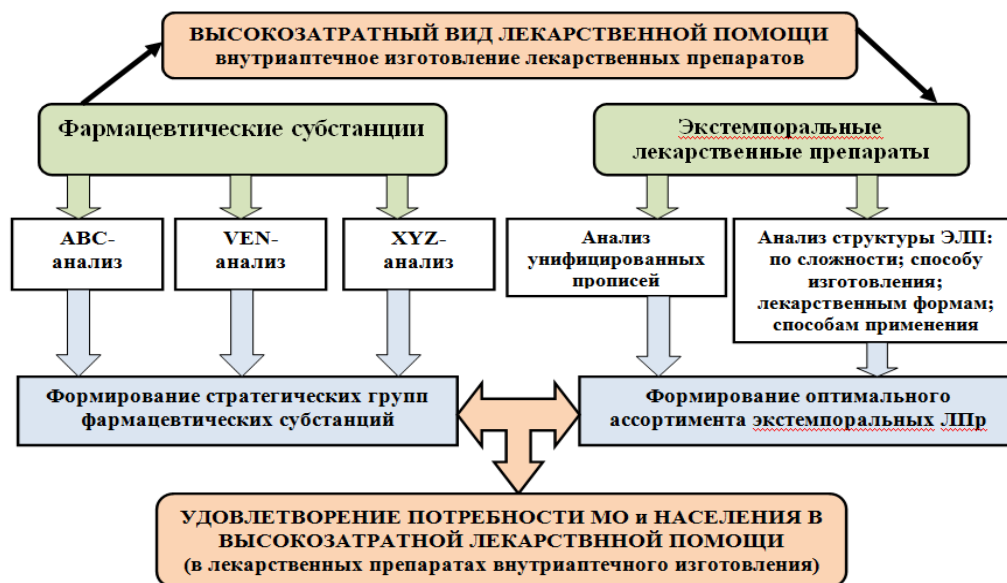 ВЫСОКОЗАТРАТНЫЙ ВИД ЛЕКАРСТВЕННОЙ ПОМОЩИ
внутриаптечное изготовление лекарственных препаратов
Фармацевтические субстанции
Экстемпоральные
лекарственные препараты
ABC-
анализ
VEN-
анализ
XYZ-
анализ
Анализ
унифицированных
прописей
Анализ структуры ЭЛП:
по сложности; способу
изготовления;
лекарственным формам;
способам применения
Формирование стратегических групп
фармацевтических субстанций
Формирование оптимального
ассортимента экстемпоральных ЛПр
УДОВЛЕТВОРЕНИЕ ПОТРЕБНОСТИ МО и НАСЕЛЕНИЯ В
ВЫСОКОЗАТРАТНОЙ ЛЕКАРСТВННОЙ ПОМОЩИ
(в лекарственных препаратах внутриаптечного изготовления)